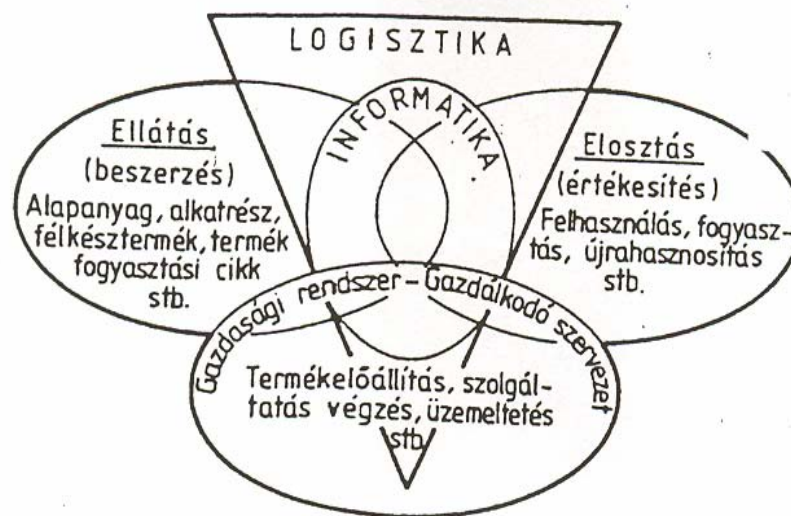 LOGISZTIKA
INFORMATIKA
Ellátás
(beszerzés)
Alapanyag, alkatrész,
félkésztermék, termék
fogyasztási cikk
stb.
Elosztás
(értékesítés)
Felhasználás, fogyasz-
tás, újrahasznosítás
stb.
Gazdasági rendszer – Gazdálkodó szervezet
Termékelőállítás, szolgál-
tatás végzés, üzemeltetés
stb